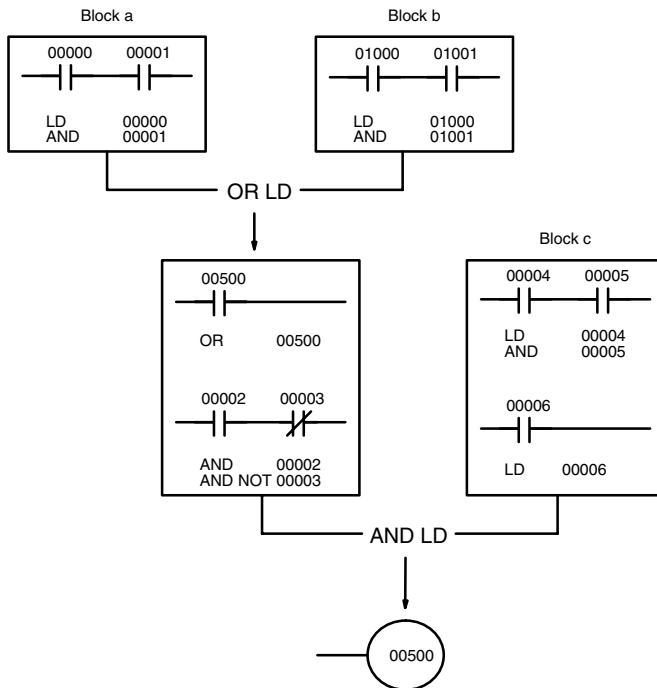 Block a
Block b
00000 00001
LD 00000
AND 00001
01000 01001
LD 01000
AND 01001
OR LD
Block c
00500
OR 00500
00002 00003
AND 00002
AND NOT 00003
00004 00005
LD 00004
AND 00005
00006
LD 00006
AND LD
00500